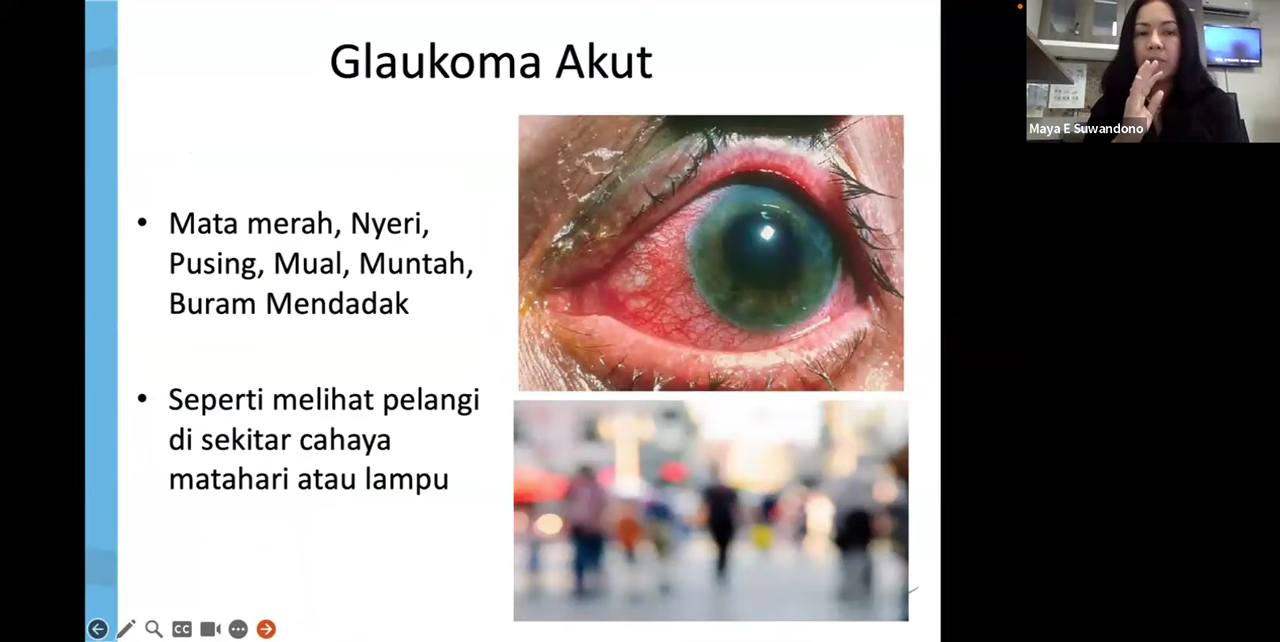 Glaukoma Akut
• Mata merah, Nyeri,
Pusing, Mual, Muntah,
Buram Mendadak
• Seperti melihat pelangi
di sekitar cahaya
matahari atau lampu
Maya E Suwandono
CC